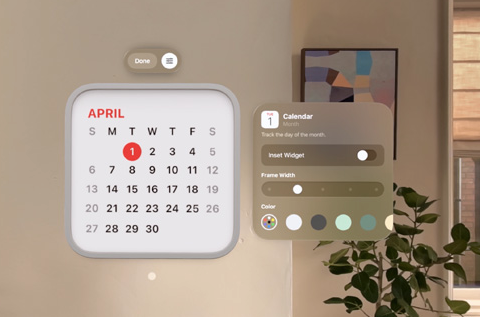 Done
APRIL
S M T W T F S
1 2 3 4 5
6 7 8 9 10 11 12
13 14 15 16 17 18 19
20 21 22 23 24 25 26
27 28 29 30
TUE
1
Calendar
Month
Track the day of the month.
Inset Widget
Frame Width
Color